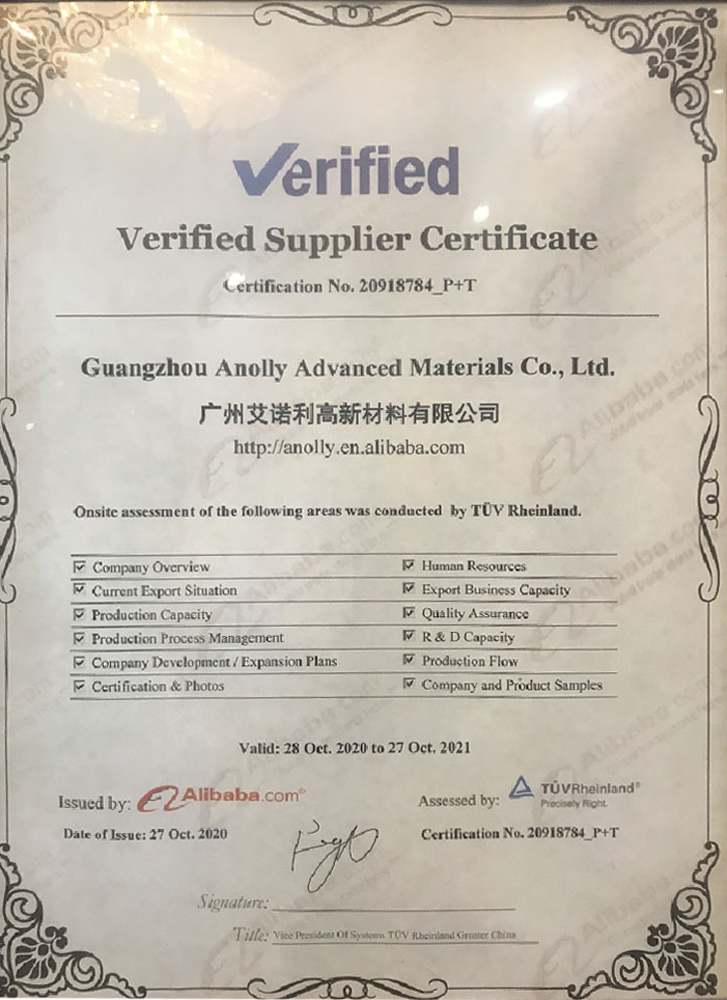 Verified
Verified Supplier Certificate
Certification No. 20918784_P+T
Guangzhou Anolly Advanced Materials Co., Ltd.
广州艾诺利高新材料有限公司
http://anolly.en.alibaba.com
Onsite assessment of the following areas was conducted by TÜV Rheinland.
Company Overview
Human Resources
Current Export Situation
Export Business Capacity
Production Capacity
Quality Assurance
Production Process Management
R & D Capacity
Company Development / Expansion Plans
Production Flow
Certification & Photos
Company and Product Samples
Valid: 28 Oct. 2020 to 27 Oct. 2021
Issued by: Alibaba.com®
Assessed by: TÜVRheinland®
Precisely Right.
Date of Issue: 27 Oct. 2020
Certification No. 20918784_P+T
Signature:
Title: Vice President Of Systems TÜV Rheinland Greater China